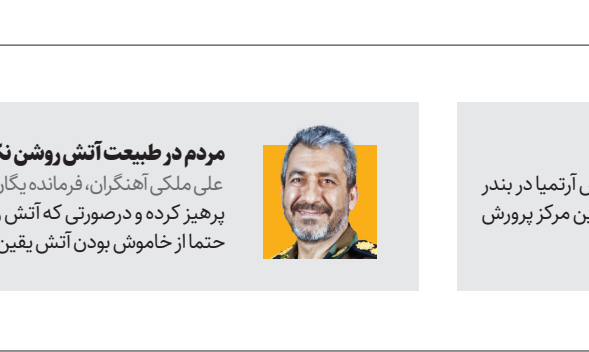 ل آرتمیا در بندر
ین مرکز پرورش
مردم در طبیعت آتش روشن نک
علی ملکی آهنگران، فرمانده یگان
پرهیز کرده و درصورتی که آتش
حتما از خاموش بودن آتش یقین